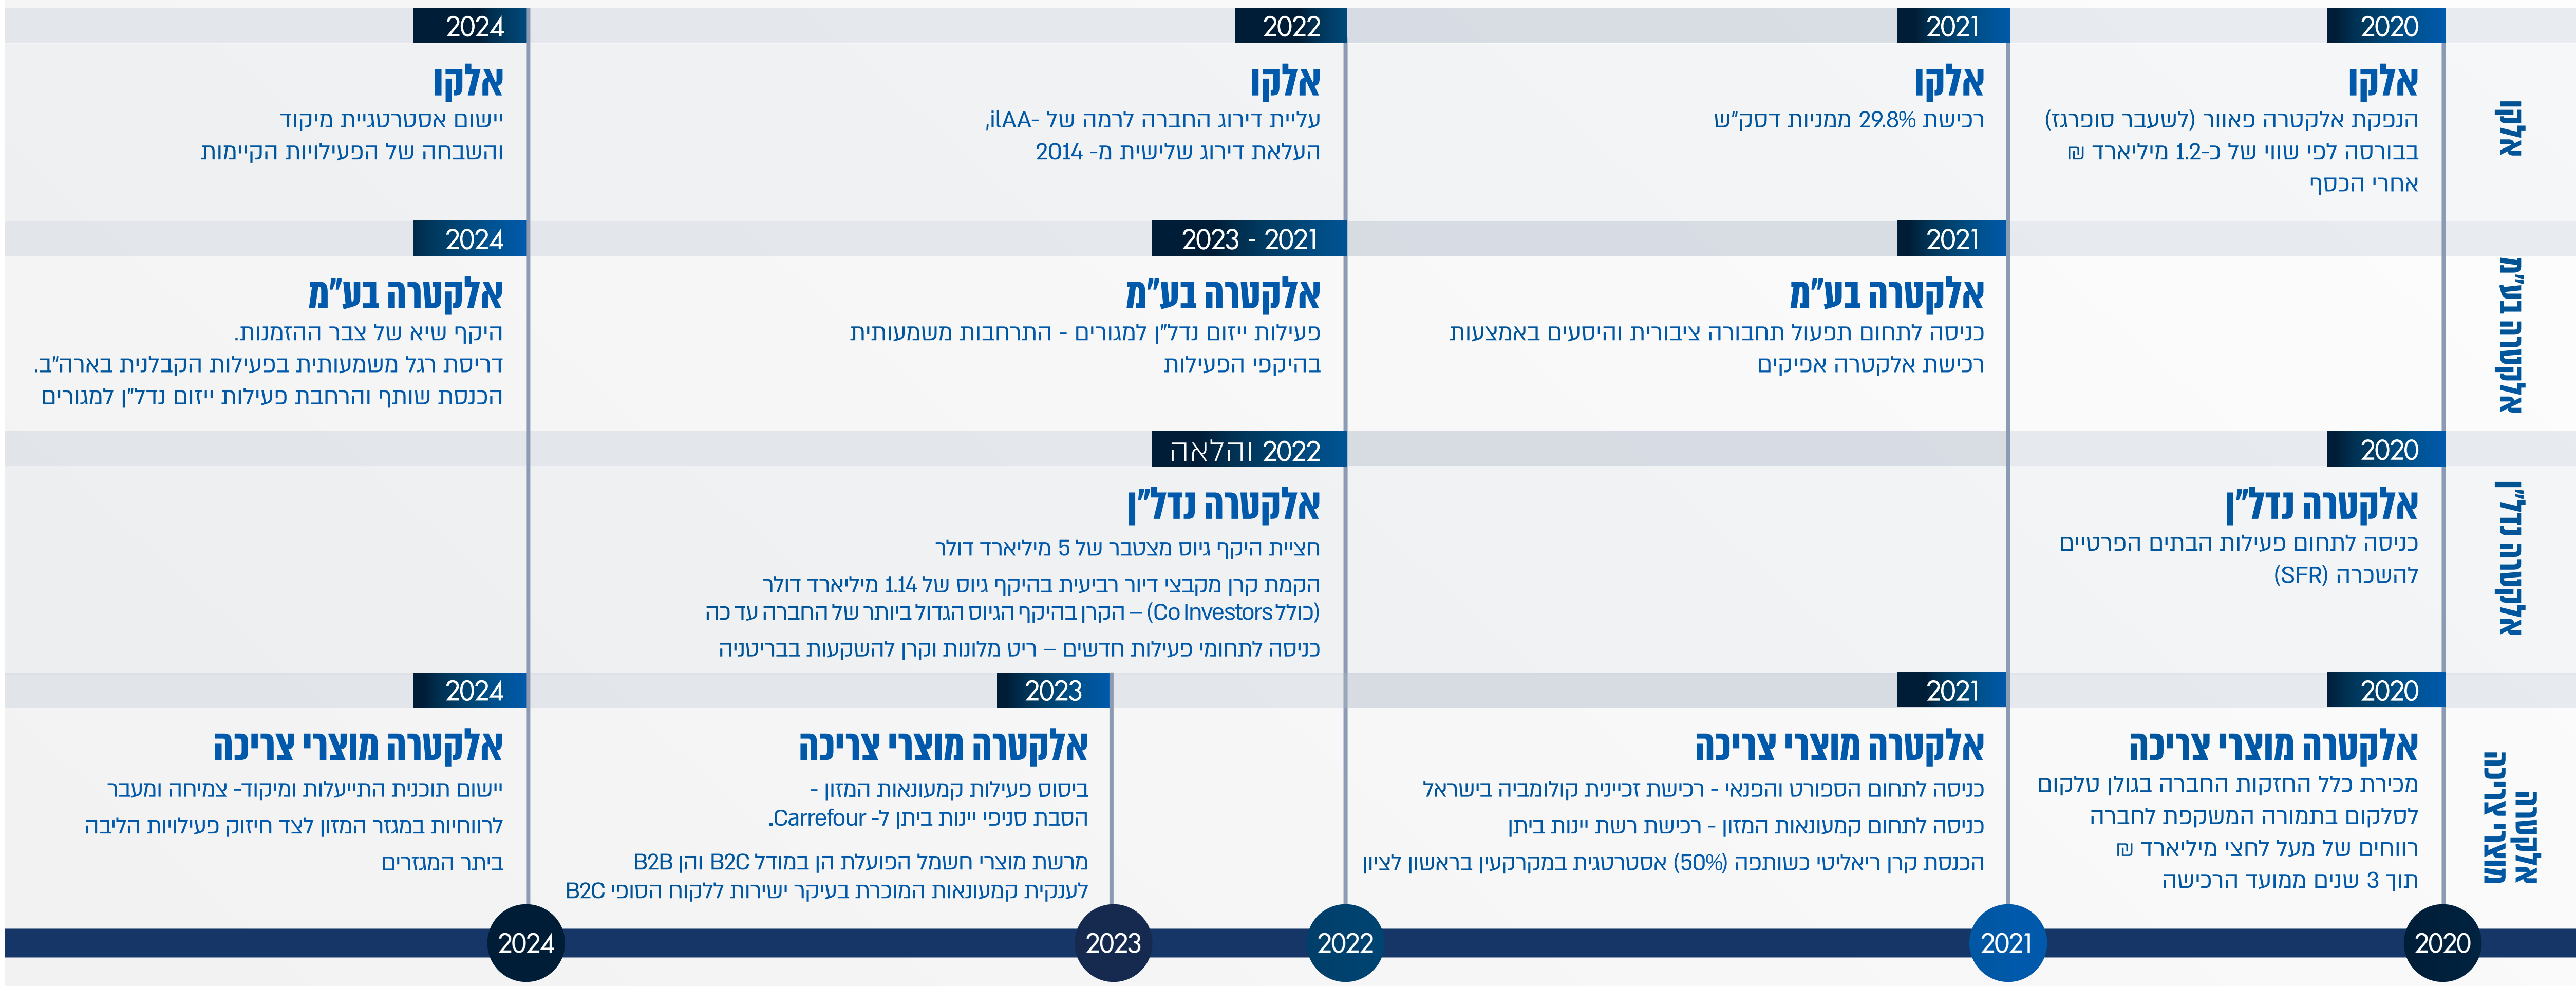 אלקו
2020
אלקו
הנפקת אלקטרה פאוור (לשעבר סופרגז)
בבורסה לפי שווי של כ-1.2 מיליארד ₪
אחרי הכסף
2021
אלקו
רכישת 29.8% ממניות דסק"ש
2022
אלקו
עליית דירוג החברה לרמה של -ilAA,
העלאת דירוג שלישית מ- 2014
2024
אלקו
יישום אסטרטגיית מיקוד
והשבחה של הפעילויות הקיימות
אלקטרה בע"מ
2021
אלקטרה בע"מ
כניסה לתחום תפעול תחבורה ציבורית והיסעים באמצעות
רכישת אלקטרה אפיקים
2021 - 2023
אלקטרה בע"מ
פעילות ייזום נדל"ן למגורים - התרחבות משמעותית
בהיקפי הפעילות
2024
אלקטרה בע"מ
היקף שיא של צבר ההזמנות.
דריסת רגל משמעותית בפעילות הקבלנית בארה"ב.
הכנסת שותף והרחבת פעילות ייזום נדל"ן למגורים
אלקטרה נדל"ן
2020
אלקטרה נדל"ן
כניסה לתחום פעילות הבתים הפרטיים
להשכרה (SFR)
2022 והלאה
אלקטרה נדל"ן
חציית היקף גיוס מצטבר של 5 מיליארד דולר
הקמת קרן מקבצי דיור רביעית בהיקף גיוס של 1.14 מיליארד דולר
(כולל Co Investors) – הקרן בהיקף הגיוס הגדול ביותר של החברה עד כה
כניסה לתחומי פעילות חדשים – ריט מלונות וקרן להשקעות בבריטניה
אלקטרה
מוצרי צריכה
2020
אלקטרה מוצרי צריכה
מכירת כלל החזקות החברה בגולן טלקום
לסלקום בתמורה המשקפת לחברה
רווחים של מעל לחצי מיליארד ₪
תוך 3 שנים ממועד הרכישה
2021
אלקטרה מוצרי צריכה
כניסה לתחום הספורט והפנאי - רכישת זכיינית קולומביה בישראל
כניסה לתחום קמעונאות המזון - רכישת רשת יינות ביתן
הכנסת קרן ריאליטי כשותפה (50%) אסטרטגית במקרקעין בראשון לציון
2023
אלקטרה מוצרי צריכה
ביסוס פעילות קמעונאות המזון -
הסבת סניפי יינות ביתן ל- Carrefour.
מרשת מוצרי חשמל הפועלת הן במודל B2C והן B2B
לענקית קמעונאות המוכרת בעיקר ישירות ללקוח הסופי B2C
2024
אלקטרה מוצרי צריכה
יישום תוכנית התייעלות ומיקוד- צמיחה ומעבר
לרווחיות במגזר המזון לצד חיזוק פעילויות הליבה
ביתר המגזרים
2020
2021
2022
2023
2024